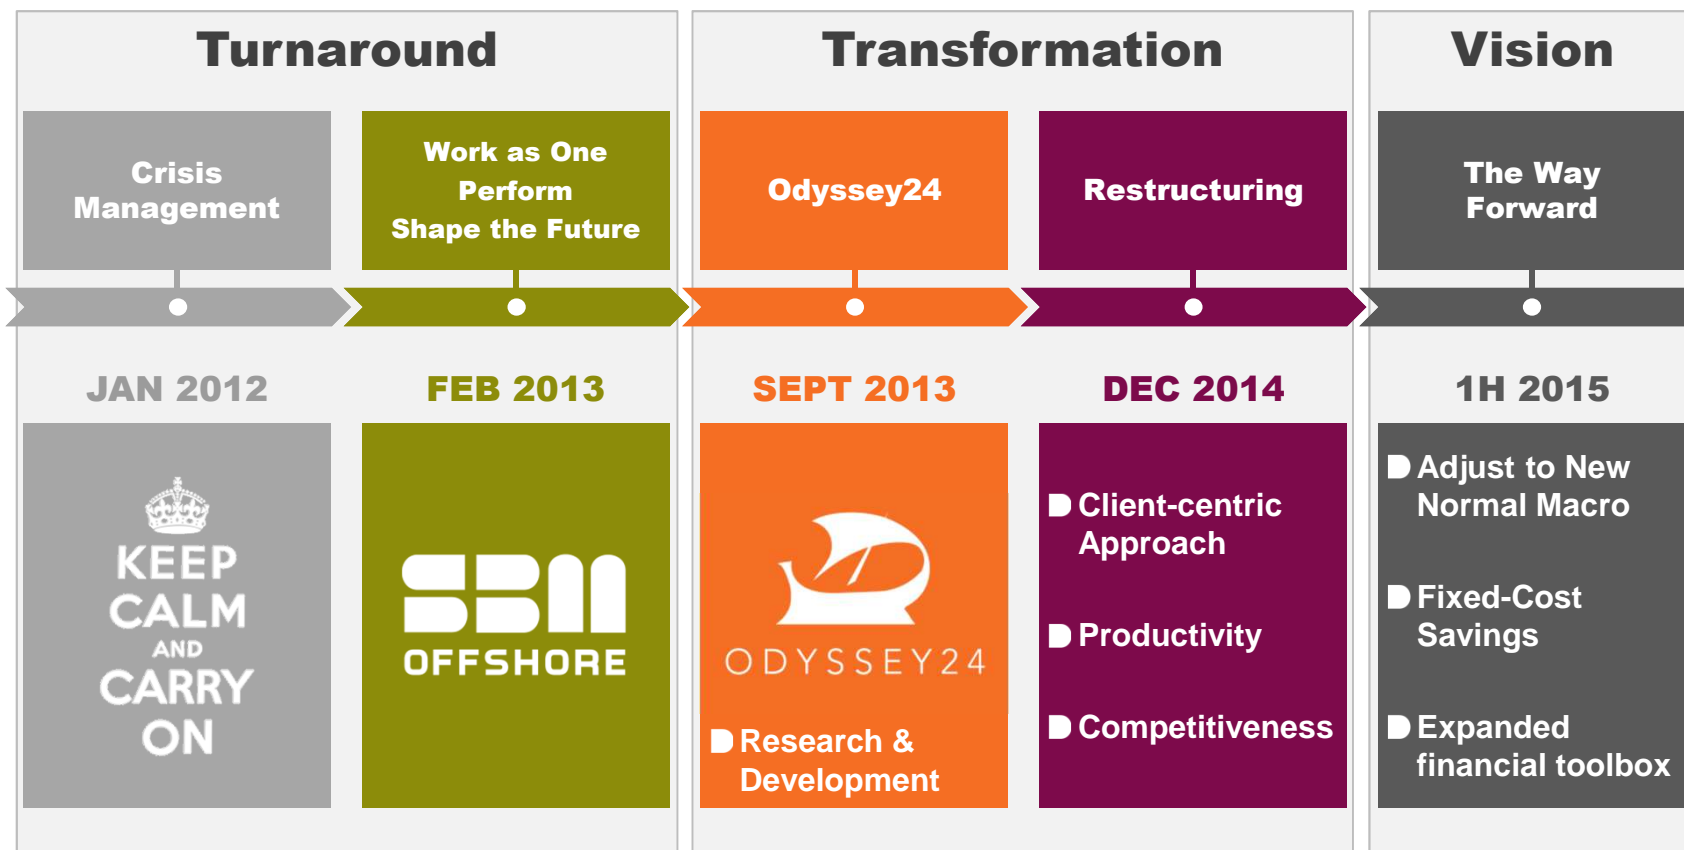 Turnaround
Transformation
Vision
Crisis
Management
Work as One
Perform
Shape the Future
Odyssey24
Restructuring
The Way
Forward
JAN 2012
FEB 2013
SEPT 2013
DEC 2014
1H 2015
KEEP
CALM
AND
CARRY
ON
SBM
OFFSHORE
ODYSSEY24
Research &
Development
Client-centric
Approach
Productivity
Competitiveness
Adjust to New
Normal Macro
Fixed-Cost
Savings
Expanded
financial toolbox